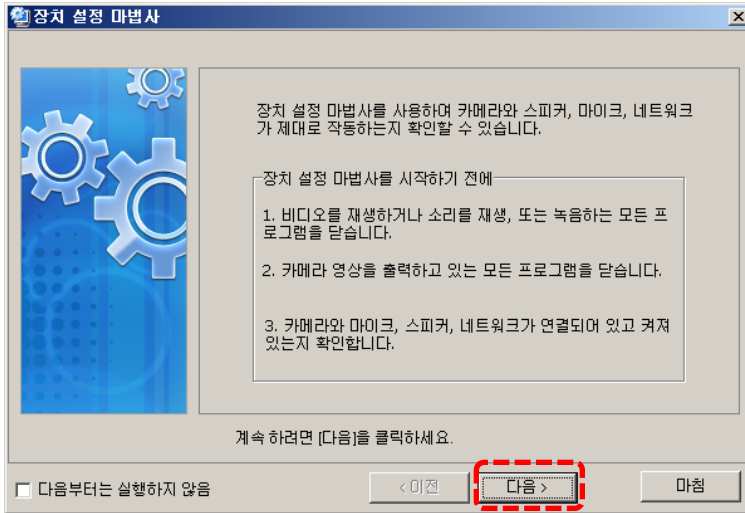 장치 설정 마법사
장치 설정 마법사를 사용하여 카메라와 스피커, 마이크, 네트워크
가 제대로 작동하는지 확인할 수 있습니다.
장치 설정 마법사를 시작하기 전에
1. 비디오를 재생하거나 소리를 재생, 또는 녹음하는 모든 프
로그램을 닫습니다.
2. 카메라 영상을 출력하고 있는 모든 프로그램을 닫습니다.
3. 카메라와 마이크, 스피커, 네트워크가 연결되어 있고 켜져
있는지 확인합니다.
계속 하려면 [다음]을 클릭하세요.
다음부터는 실행하지 않음
< 이전
다음 >
마침